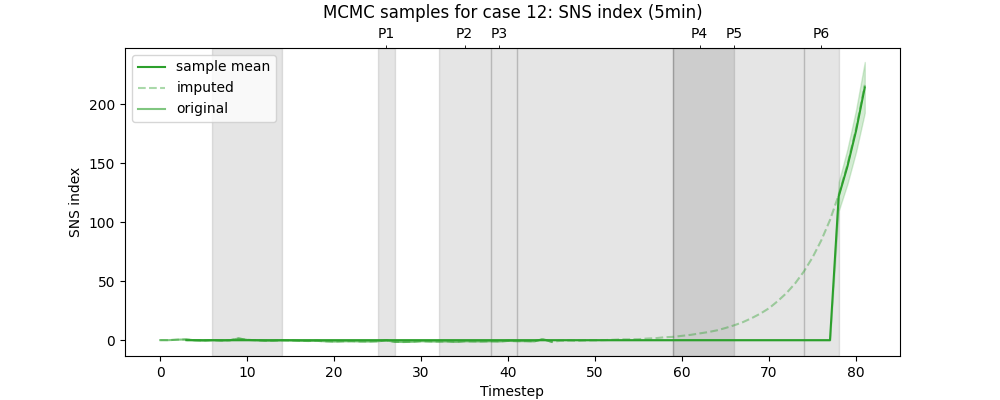 MCMC samples for case 12: SNS index (5min)
P1 P2 P3 P4 P5 P6
sample mean
imputed
original
200
150
100
50
0
SNS index
0 10 20 30 40 50 60 70 80
Timestep